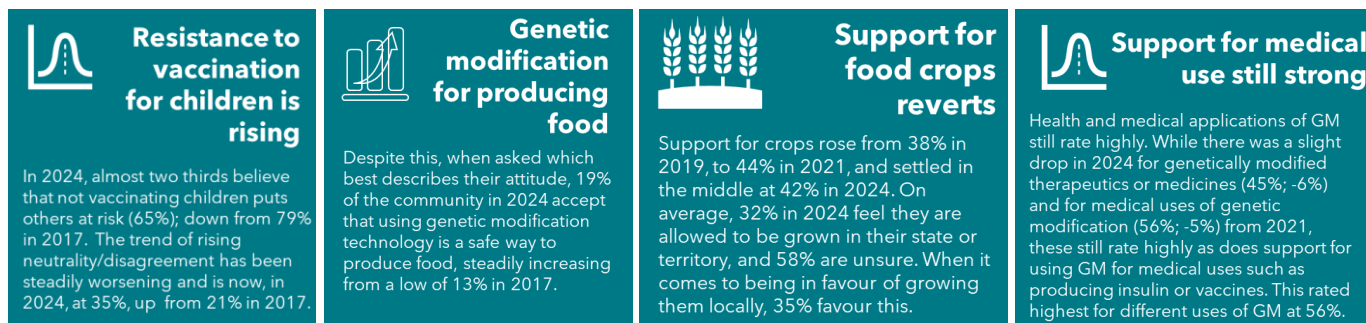 Resistance to
vaccination
for children is
rising
In 2024, almost two thirds believe
that not vaccinating children puts
others at risk (65%); down from 79%
in 2017. The trend of rising
neutrality/disagreement has been
steadily worsening and is now, in
2024, at 35%, up from 21% in 2017.
Genetic
modification
for producing
food
Despite this, when asked which
best describes their attitude, 19%
of the community in 2024 accept
that using genetic modification
technology is a safe way to
produce food, steadily increasing
from a low of 13% in 2017.
Support for
food crops
reverts
Support for crops rose from 38% in
2019, to 44% in 2021, and settled in
the middle at 42% in 2024. On
average, 32% in 2024 feel they are
allowed to be grown in their state or
territory, and 58% are unsure. When it
comes to being in favour of growing
them locally, 35% favour this.
Support for medical
use still strong
Health and medical applications of GM
still rate highly. While there was a slight
drop in 2024 for genetically modified
therapeutics or medicines (45%; -6%)
and for medical uses of genetic
modification (56%; -5%) from 2021,
these still rate highly as does support for
using GM for medical uses such as
producing insulin or vaccines. This rated
highest for different uses of GM at 56%.